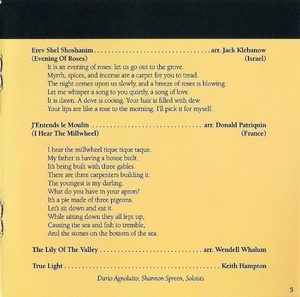 Erev Shel Shoshanim....................................arr. Jack Klebanow
(Evening Of Roses) (Israel)
It is an evening of roses: let us go out to the grove.
Myrrh, spices, and incense are a carpet for you to tread.
The night comes upon us slowly, and a breeze of roses is blowing.
Let me whisper a song to you quietly, a song of love.
It is dawn. A dove is cooing. Your hair is filled with dew.
Your lips are like a rose to the morning, I'll pick it for myself.
J'Entends le Moulin ....................................arr. Donald Patriquin
(I Hear The Millwheel) (France)
I hear the millwheel tique tique taque.
My father is having a house built.
It's being built with three gables.
There are three carpenters building it.
The youngest is my darling.
What do you have in your apron?
It's a pie made of three pigeons.
Let's sit down and eat it.
While sitting down they all leapt up,
Causing the sea and fish to tremble,
And the stones on the bottom of the sea.
The Lily Of The Valley ....................................arr. Wendell Whalum
True Light ....................................Keith Hampton
Dario Agnolutto, Shannon Spreen, Soloists
5